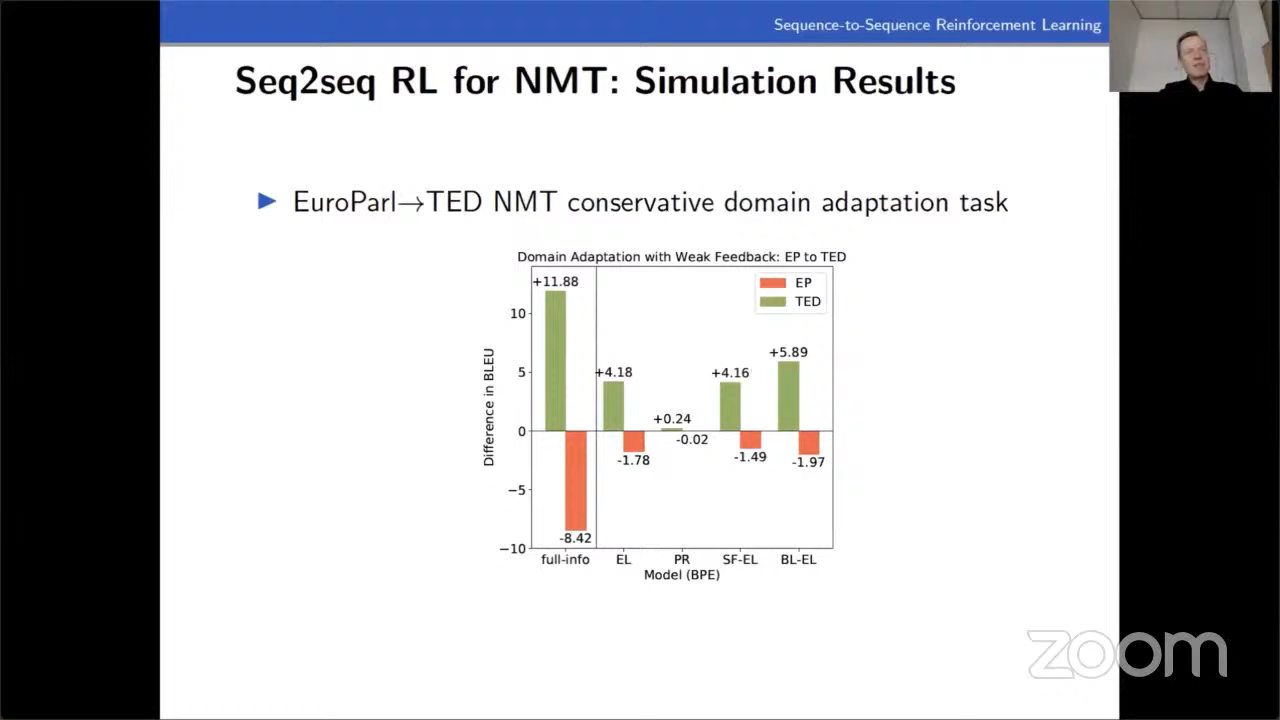 Sequence-to-Sequence Reinforcement Learning
Seq2seq RL for NMT: Simulation Results
EuroParl→TED NMT conservative domain adaptation task
Domain Adaptation with Weak Feedback: EP to TED
EP
TED
+11.88
-8.42
+4.18
-1.78
+0.24
-0.02
+4.16
-1.49
+5.89
-1.97
10
5
0
−5
−10
Difference in BLEU
full-info EL PR SF-EL BL-EL
Model (BPE)
zoom